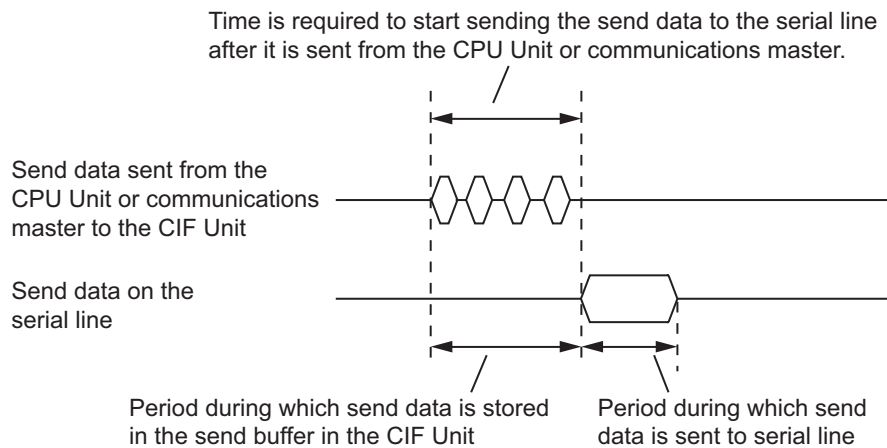 Time is required to start sending the send data to the serial line
after it is sent from the CPU Unit or communications master.
Send data sent from the
CPU Unit or communications
master to the CIF Unit
Send data on the
serial line
Period during which send data is stored
in the send buffer in the CIF Unit
Period during which send
data is sent to serial line